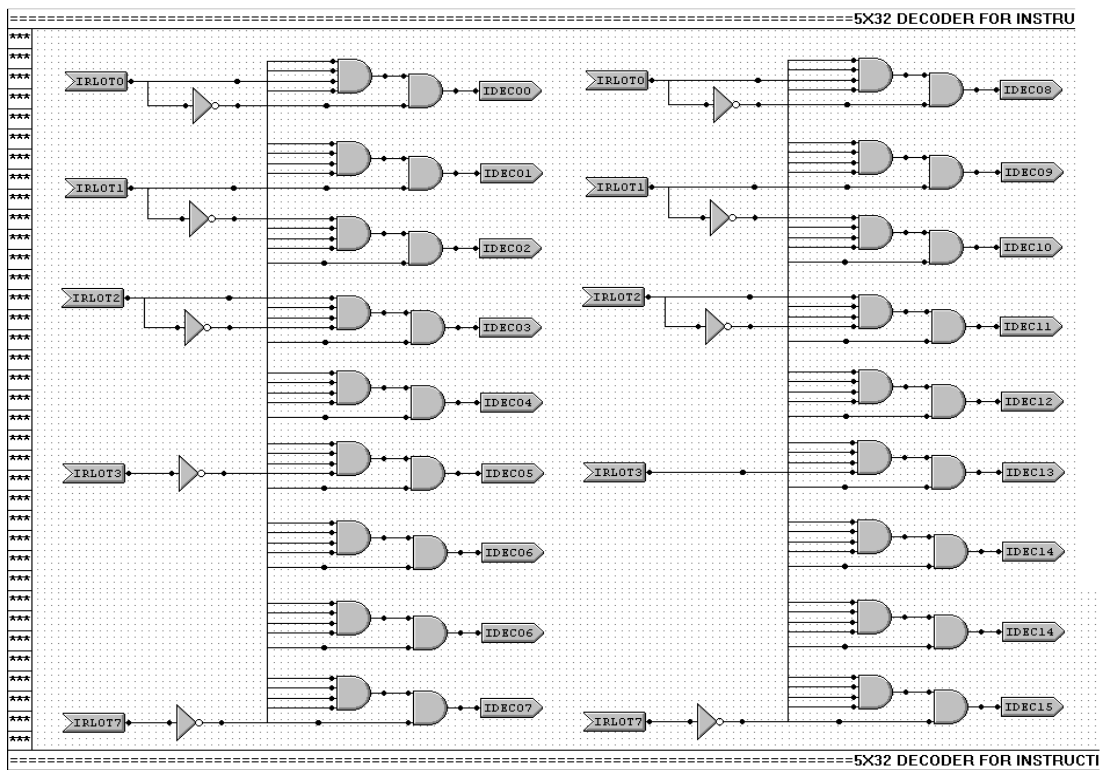 =====5X32 DECODER FOR INSTRU
***
IRLOT0
IDEC00
IRLOT0
IDEC08
IRLOT1
IDEC01
IRLOT1
IDEC09
IDEC02
IDEC10
IRLOT2
IDEC03
IRLOT2
IDEC11
IDEC04
IDEC12
IRLOT3
IDEC05
IRLOT3
IDEC13
IDEC06
IDEC14
IDEC06
IDEC14
IRLOT7
IDEC07
IRLOT7
IDEC15
=====5X32 DECODER FOR INSTRUCTI